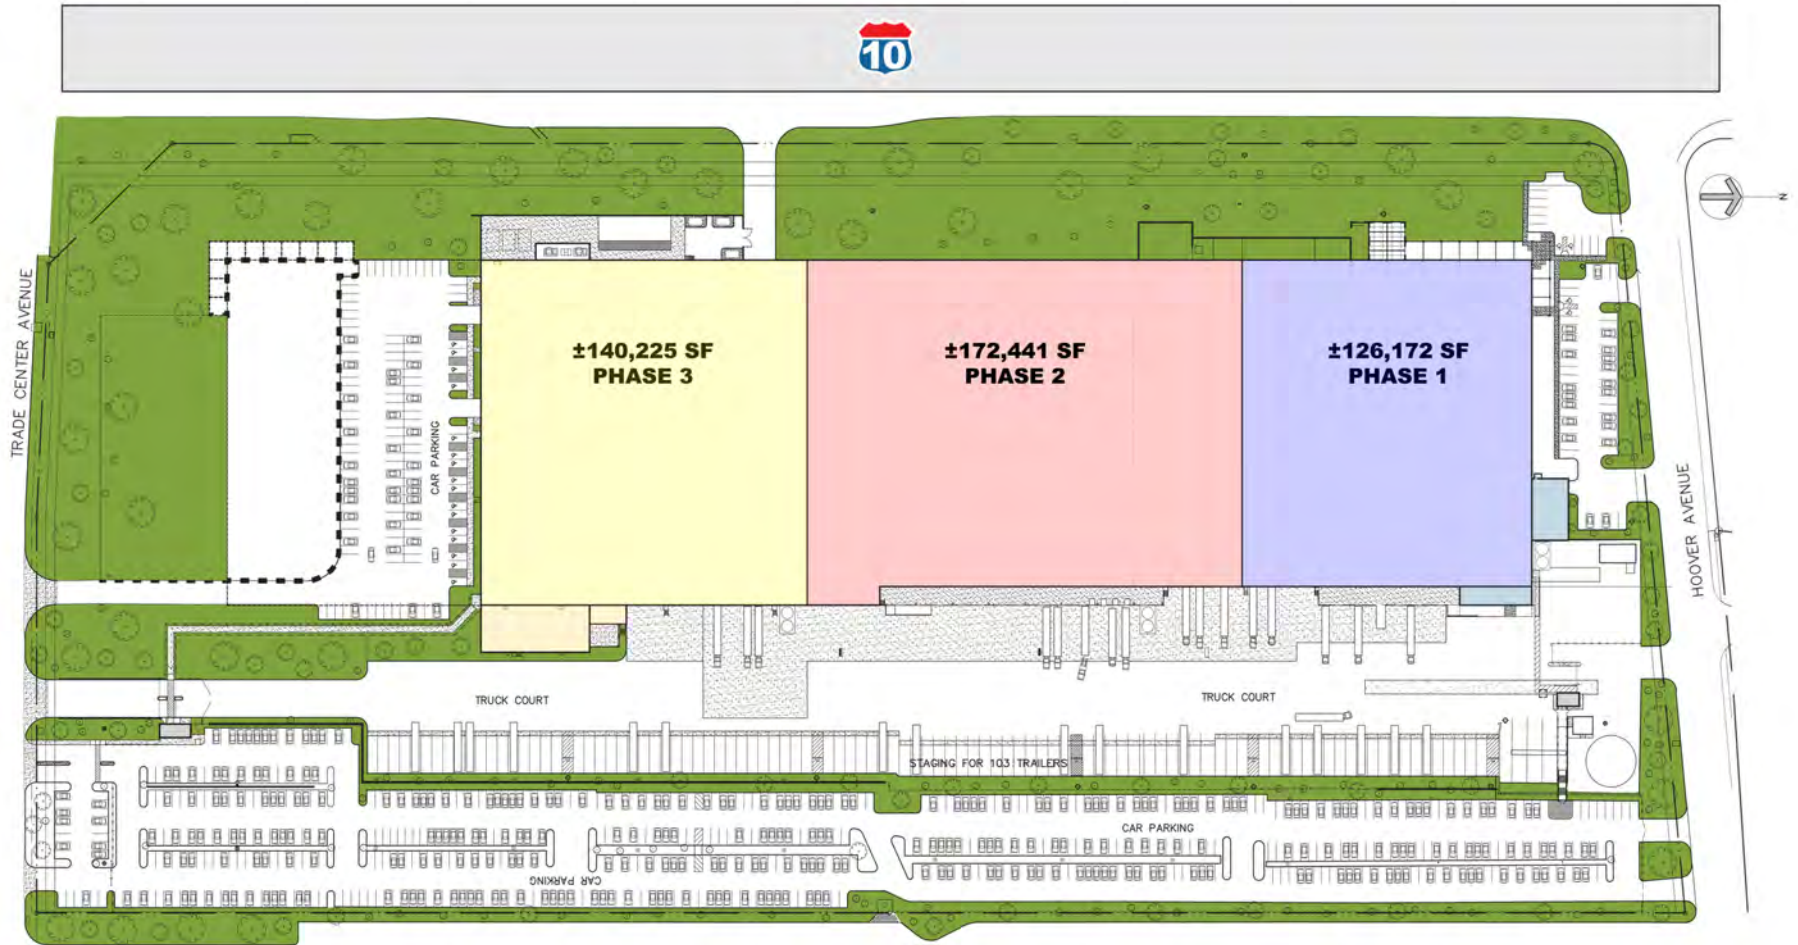 10
N
TRADE CENTER AVENUE
±140,225 SF
PHASE 3
±172,441 SF
PHASE 2
±126,172 SF
PHASE 1
CAR PARKING
HOOVER AVENUE
TRUCK COURT
TRUCK COURT
STAGING FOR 103 TRAILERS
CAR PARKING
CAR PARKING